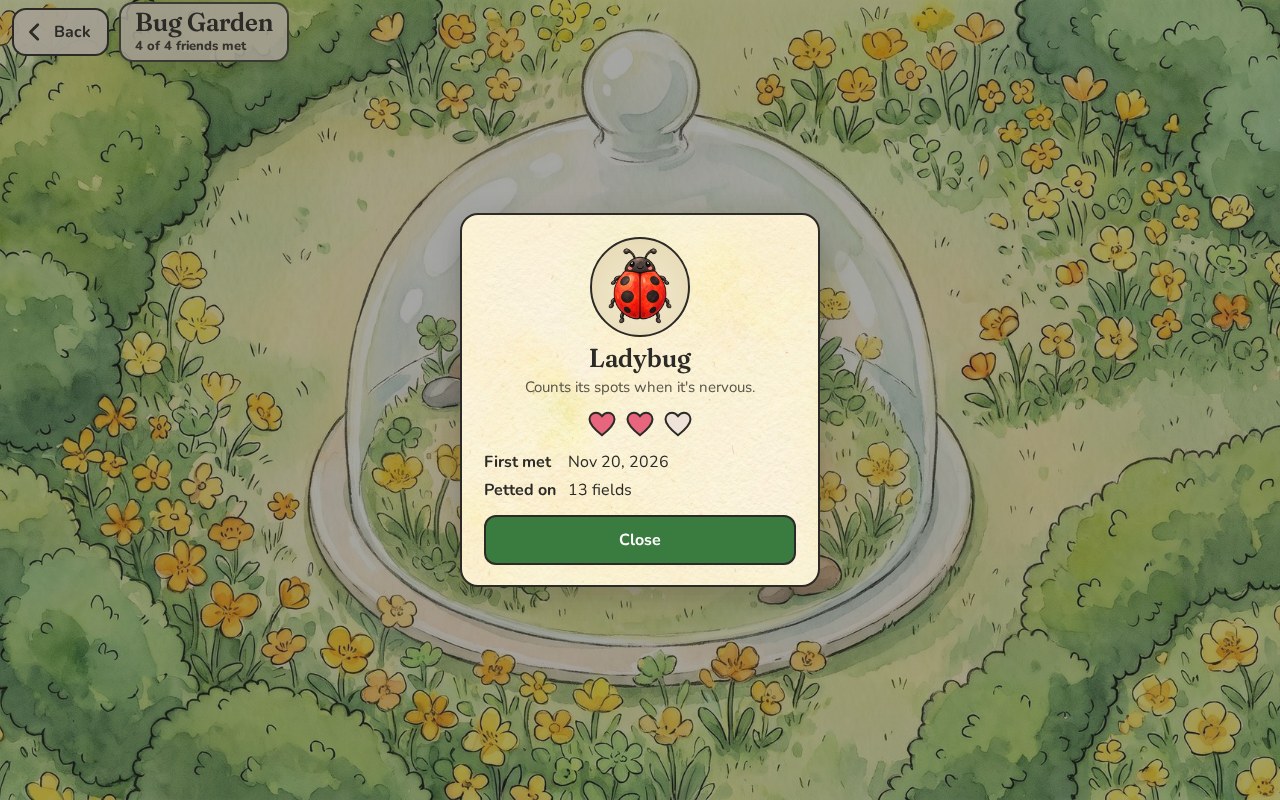 Back
Bug Garden
4 of 4 friends met
Ladybug
Counts its spots when it's nervous.
First met Nov 20, 2026
Petted on 13 fields
Close